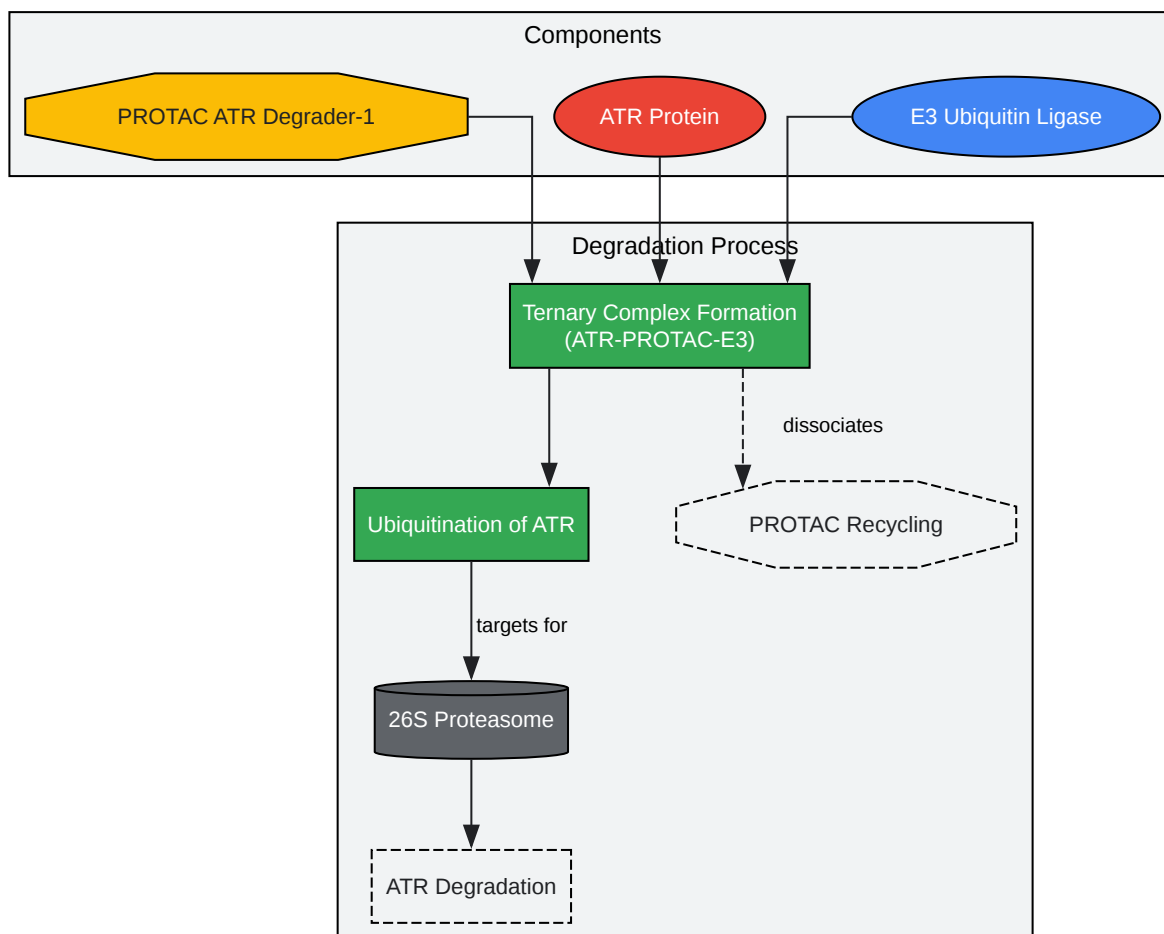 Components
PROTAC ATR Degrader-1
ATR Protein
E3 Ubiquitin Ligase
Degradation Process
Ternary Complex Formation
(ATR-PROTAC-E3)
dissociates
Ubiquitination of ATR
PROTAC Recycling
targets for
26S Proteasome
ATR Degradation